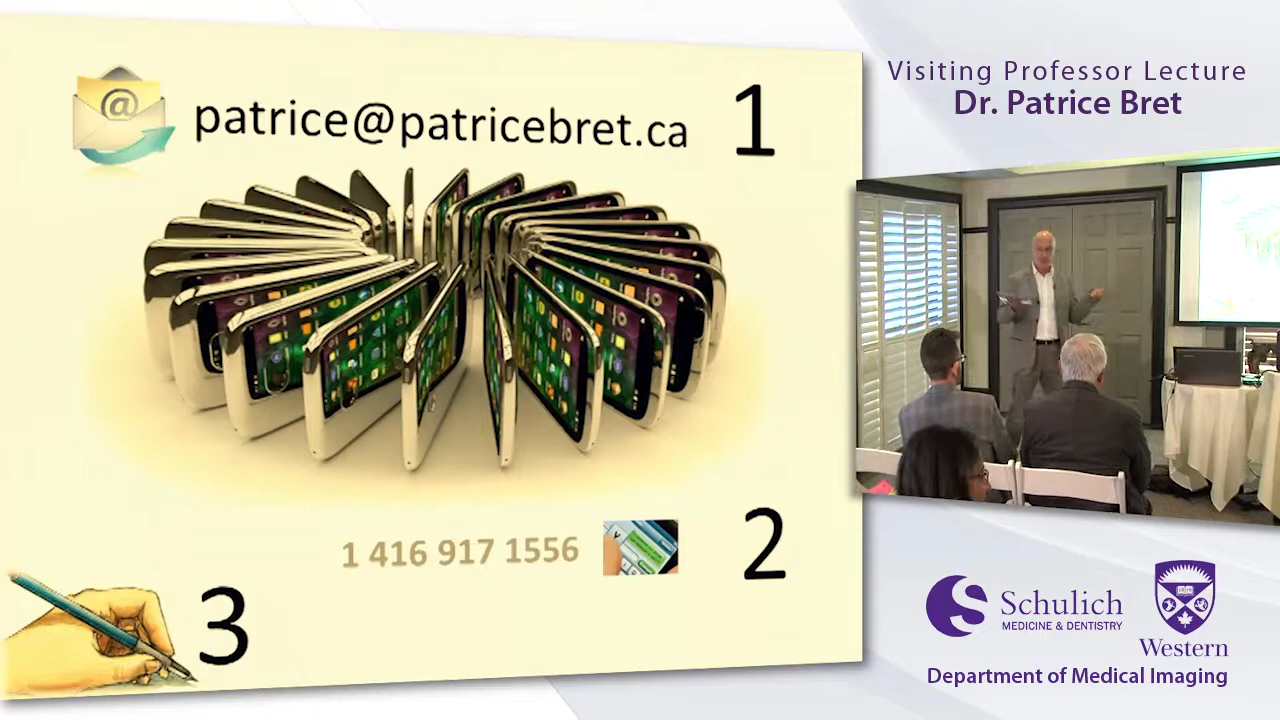 patrice@patricebret.ca
1
1 416 917 1556
2
3
Visiting Professor Lecture
Dr. Patrice Bret
Schulich
MEDICINE & DENTISTRY
Western
Department of Medical Imaging